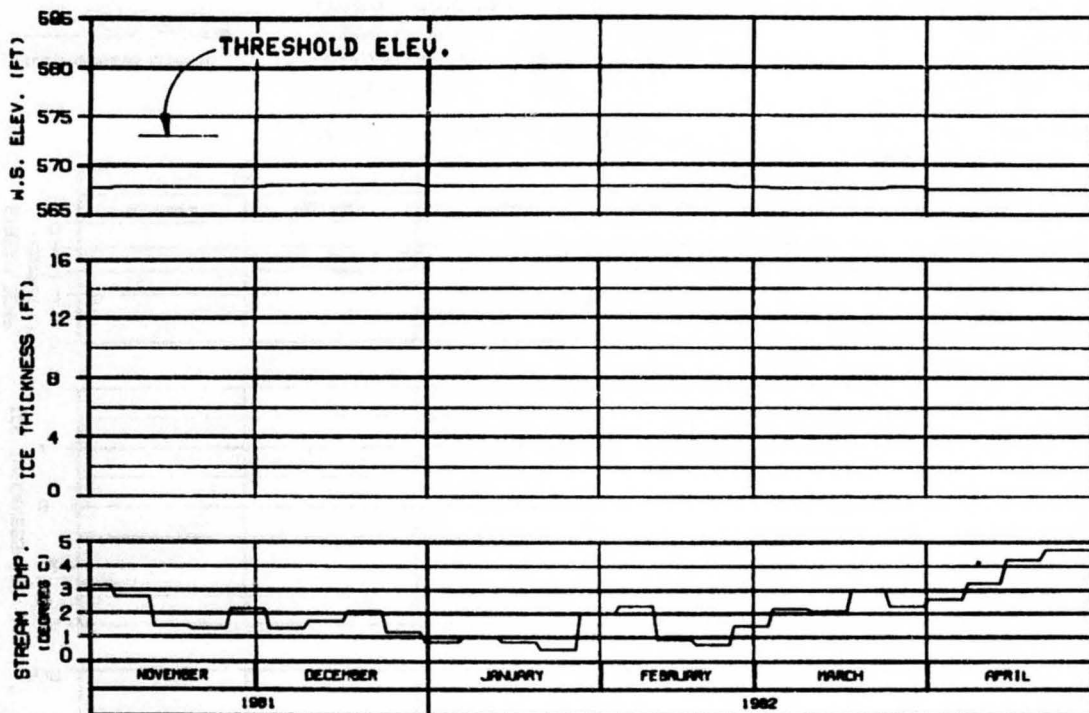 W.S. ELEV. (FT)
585
580
575
570
565
THRESHOLD ELEV.
ICE THICKNESS (FT)
16
12
8
4
0
STREAM TEMP.
(DEGREES C)
5
4
3
2
1
0
NOVEMBER DECEMBER JANUARY FEBRUARY MARCH APRIL
1981 1982